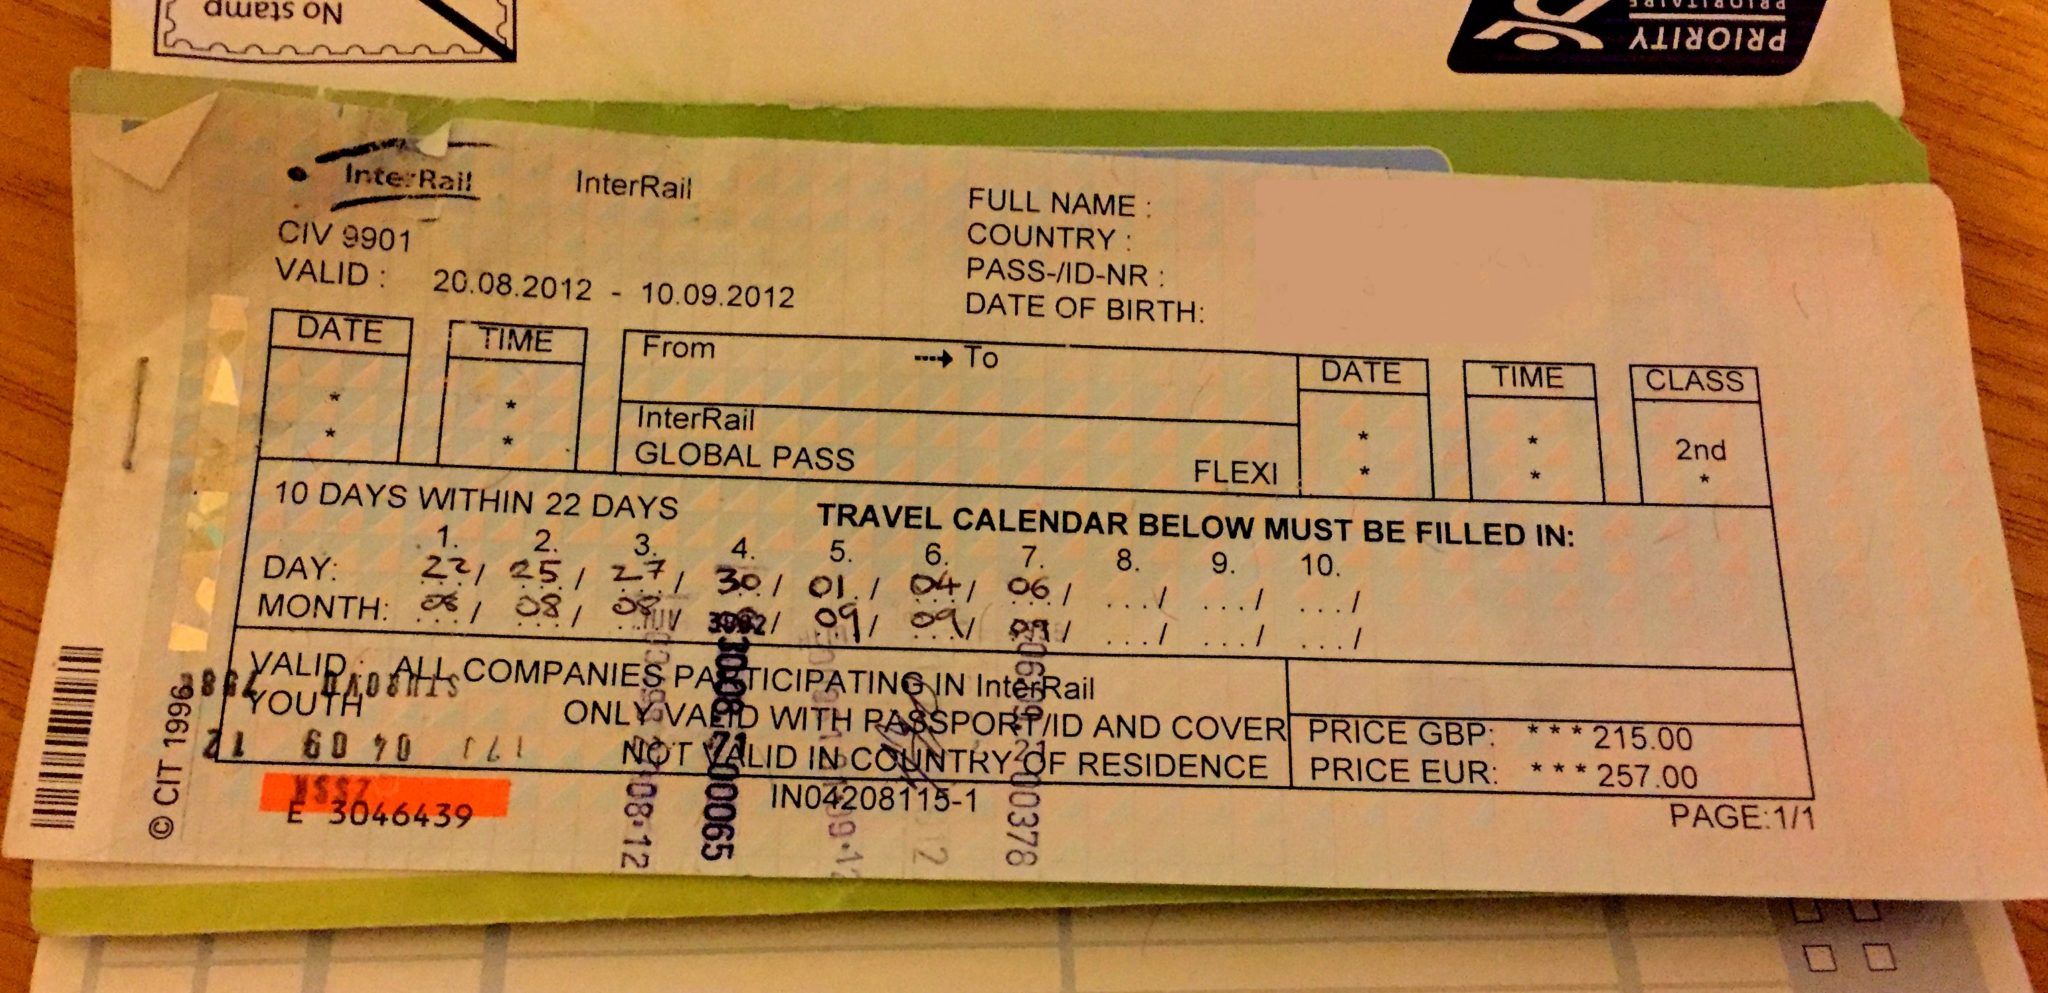 No stamp
PRIORITY
PRIORITAIRE
InterRail InterRail
CIV 9901
VALID : 20.08.2012 - 10.09.2012
FULL NAME :
COUNTRY :
PASS-/ID-NR :
DATE OF BIRTH:
DATE TIME From → To DATE TIME CLASS
* * InterRail * * 2nd
* * GLOBAL PASS FLEXI * * *
10 DAYS WITHIN 22 DAYS TRAVEL CALENDAR BELOW MUST BE FILLED IN:
1. 2. 3. 4. 5. 6. 7. 8. 9. 10.
DAY: 22/ 25/ 27/ 30/ 01/ 04/ 06/ .../ .../ .../
MONTH: 08/ 08/ 08/ 08/ 09/ 09/ 09/ .../ .../ .../
VALID : ALL COMPANIES PARTICIPATING IN InterRail
YOUTH ONLY VALID WITH PASSPORT/ID AND COVER
NOT VALID IN COUNTRY OF RESIDENCE
PRICE GBP: ***215.00
PRICE EUR: ***257.00
E 3046439
IN04208115-1
PAGE:1/1
© CIT 1996